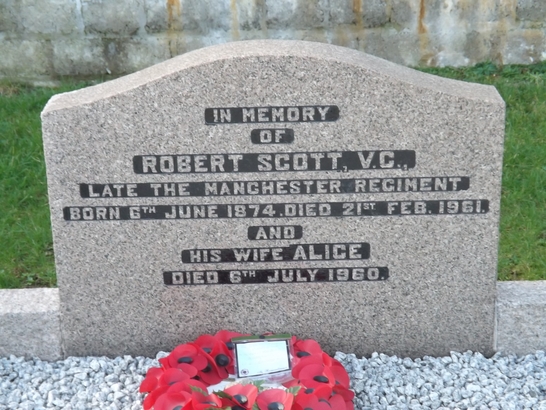 IN MEMORY
OF
ROBERT SCOTT, V.C.,
LATE THE MANCHESTER REGIMENT
BORN 6TH JUNE 1874. DIED 21ST FEB. 1961.
AND
HIS WIFE ALICE
DIED 6TH JULY 1960.